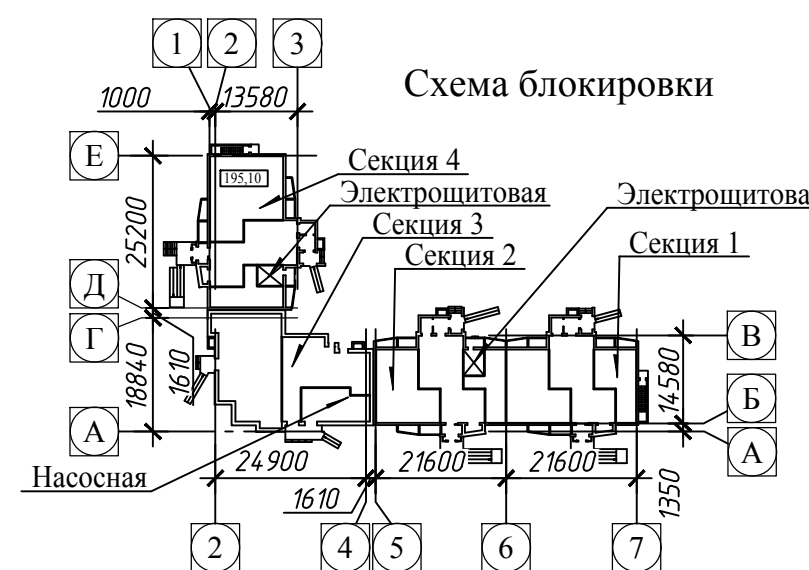 1 2 3
Схема блокировки
1000 13580
Е
Секция 4
195,10
Электрощитовая
Электрощитова
Секция 3
25200
Секция 2
Секция 1
Д
Г
В
1610
18840
14580
Б
А
А
24900 21600 21600
Насосная
1610
1350
2 4 5 6 7